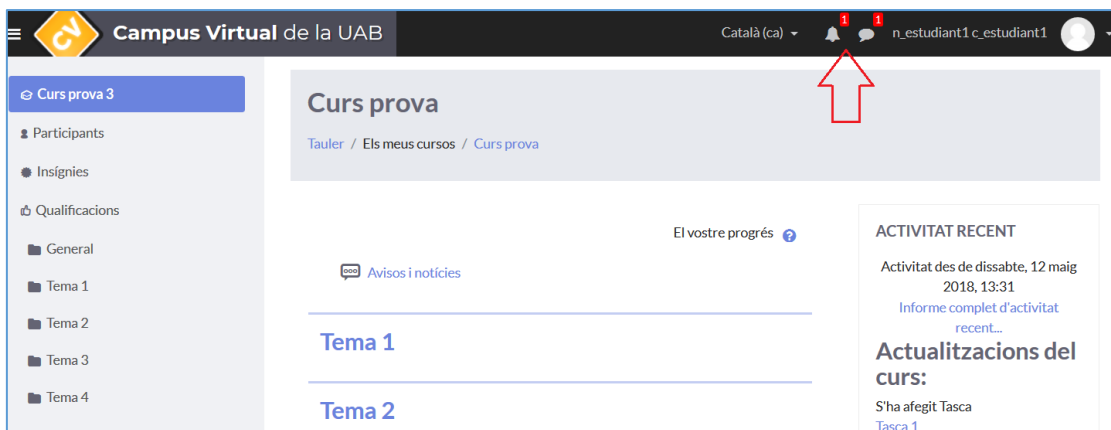 CV Campus Virtual de la UAB
Català (ca)
1
1
n_estudiant1 c_estudiant1
Curs prova 3
Participants
Insígnies
Qualificacions
General
Tema 1
Tema 2
Tema 3
Tema 4
Curs prova
Tauler / Els meus cursos / Curs prova
El vostre progrés ?
Avisos i notícies
Tema 1
Tema 2
ACTIVITAT RECENT
Activitat des de dissabte, 12 maig
2018, 13:31
Informe complet d'activitat
recent...
Actualitzacions del
curs:
S'ha afegit Tasca
Tasca 1